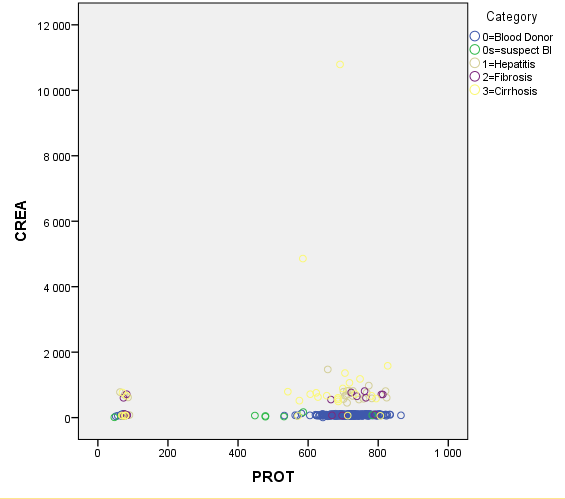 Category
0=Blood Donor
0s=suspect Bl
1=Hepatitis
2=Fibrosis
3=Cirrhosis
12 000
10 000
8 000
6 000
4 000
2 000
0
CREA
0 200 400 600 800 1 000
PROT